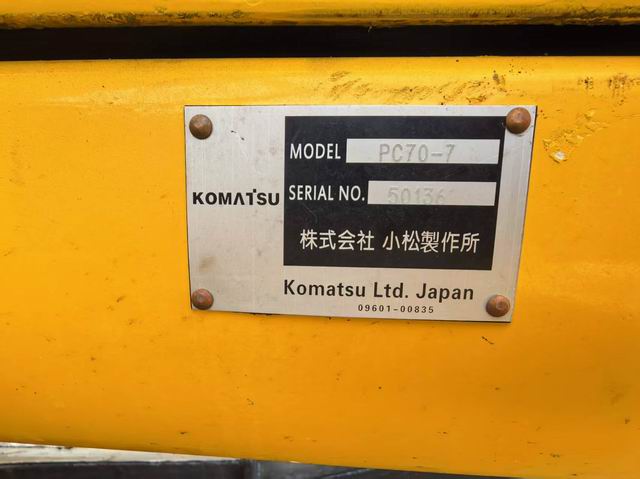 MODEL PC70-7
KOMATSU
SERIAL NO. 50136
株式会社 小松製作所
Komatsu Ltd. Japan
09601-00835